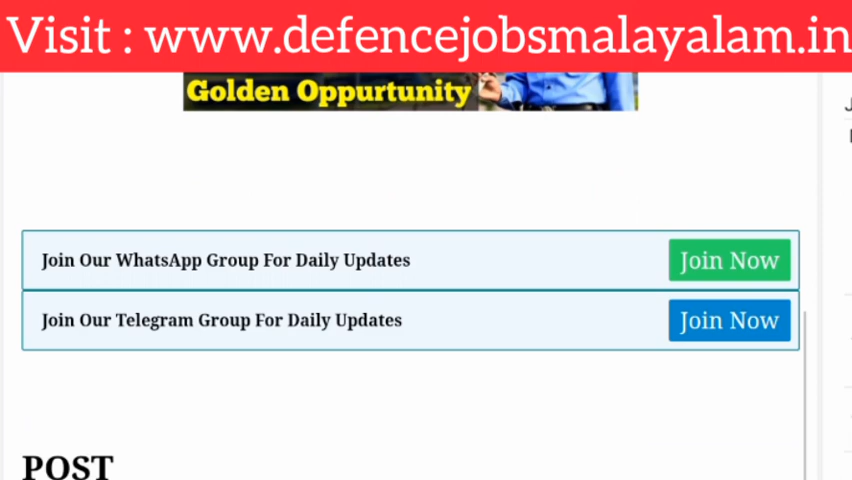 Visit : www.defencejobsmalayalam.in
Golden Oppurtunity
Join Our WhatsApp Group For Daily Updates
Join Now
Join Our Telegram Group For Daily Updates
Join Now
POST